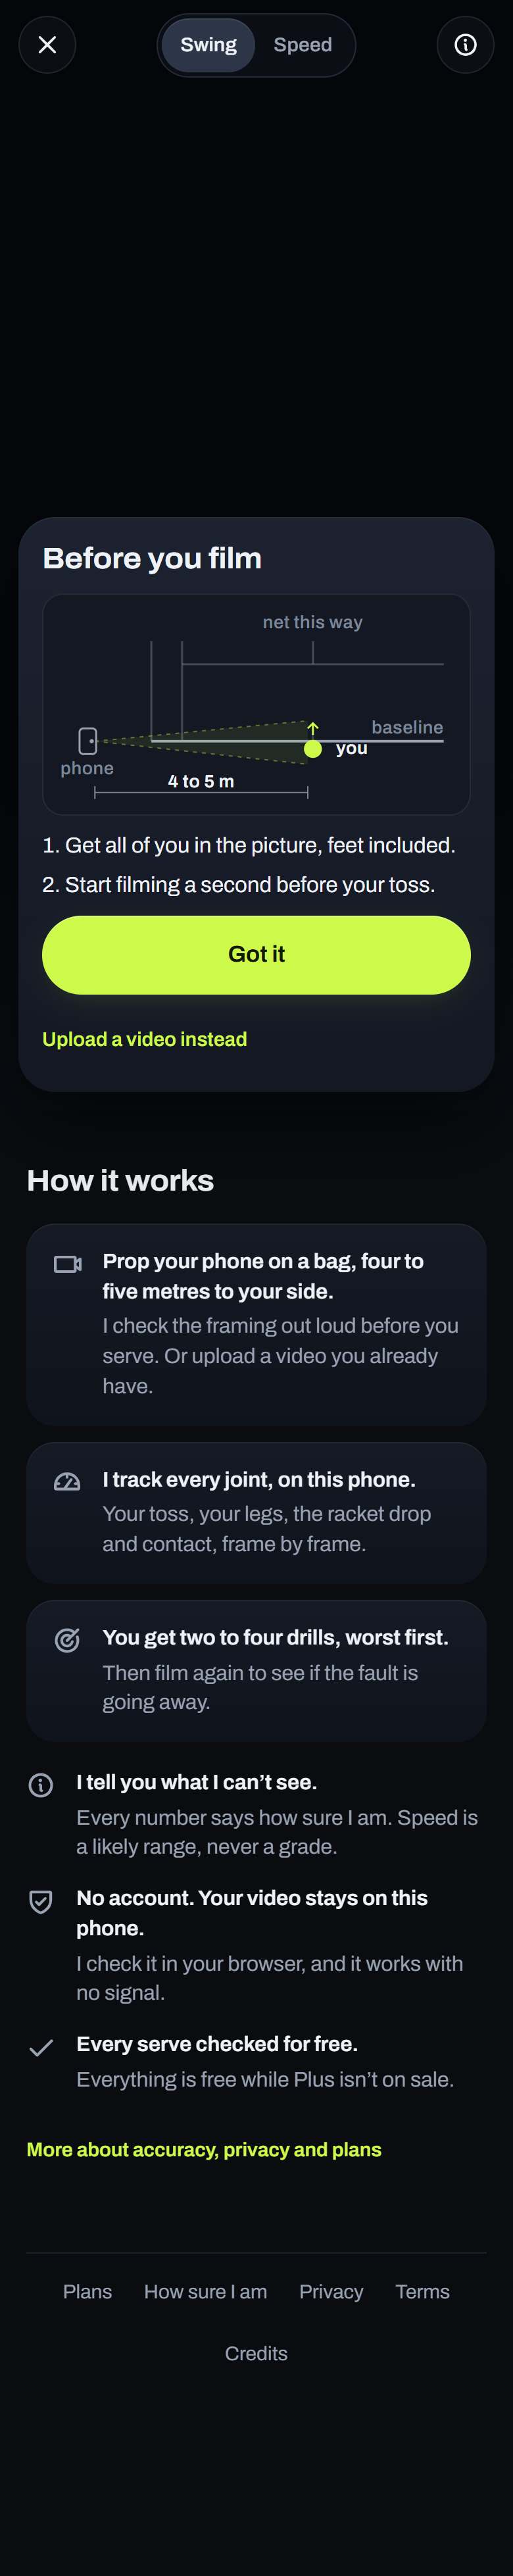 Swing
Speed
Before you film
net this way
baseline
you
phone
4 to 5 m
1. Get all of you in the picture, feet included.
2. Start filming a second before your toss.
Got it
Upload a video instead
How it works
Prop your phone on a bag, four to
five metres to your side.
I check the framing out loud before you
serve. Or upload a video you already
have.
I track every joint, on this phone.
Your toss, your legs, the racket drop
and contact, frame by frame.
You get two to four drills, worst first.
Then film again to see if the fault is
going away.
I tell you what I can’t see.
Every number says how sure I am. Speed is
a likely range, never a grade.
No account. Your video stays on this
phone.
I check it in your browser, and it works with
no signal.
Every serve checked for free.
Everything is free while Plus isn’t on sale.
More about accuracy, privacy and plans
Plans
How sure I am
Privacy
Terms
Credits